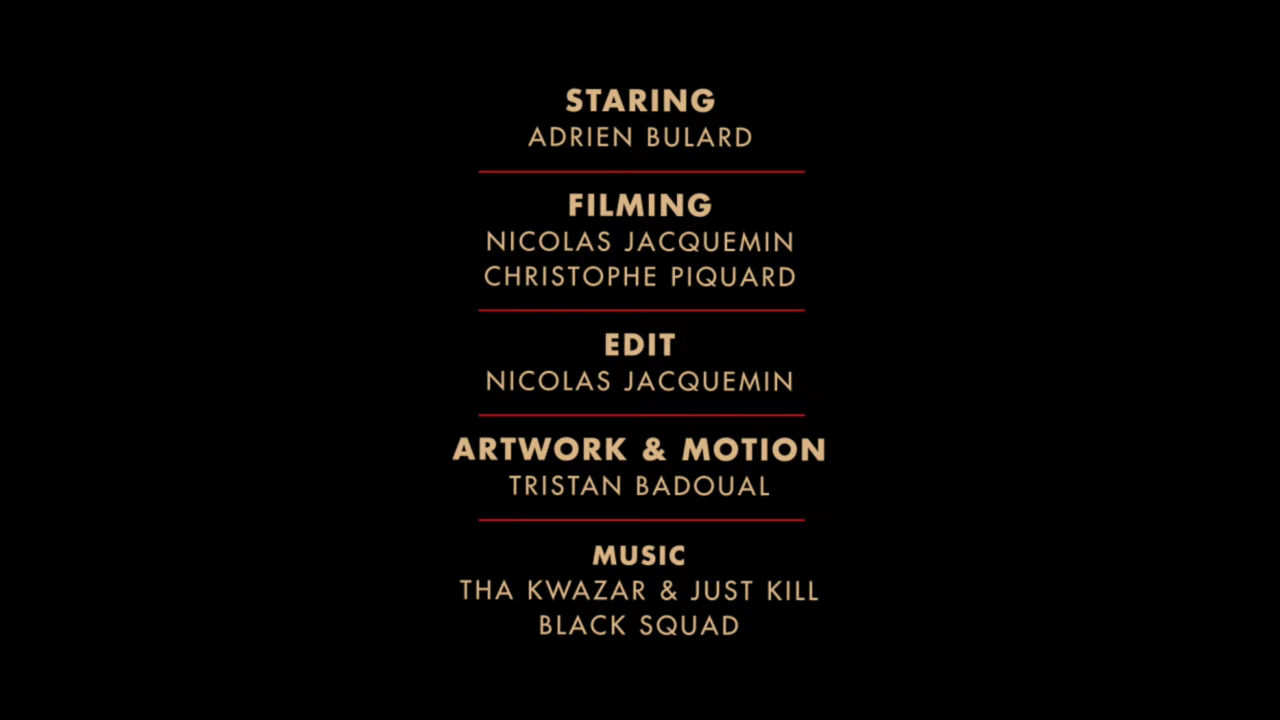 STARING
ADRIEN BULARD
FILMING
NICOLAS JACQUEMIN
CHRISTOPHE PIQUARD
EDIT
NICOLAS JACQUEMIN
ARTWORK & MOTION
TRISTAN BADOUAL
MUSIC
THA KWAZAR & JUST KILL
BLACK SQUAD